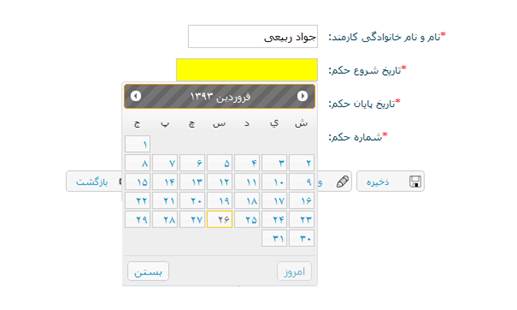 *نام و نام خانوادگی کارمند: جواد ربیعی
*تاریخ شروع حکم:
*تاریخ پایان حکم:
*شماره حکم:
فروردین ۱۳۹۳
ش ی د س چ پ ج
۱
۲ ۳ ۴ ۵ ۶ ۷ ۸
۹ ۱۰ ۱۱ ۱۲ ۱۳ ۱۴ ۱۵
۱۶ ۱۷ ۱۸ ۱۹ ۲۰ ۲۱ ۲۲
۲۳ ۲۴ ۲۵ ۲۶ ۲۷ ۲۸ ۲۹
۳۰ ۳۱
امروز بستن
ذخیره و بازگشت